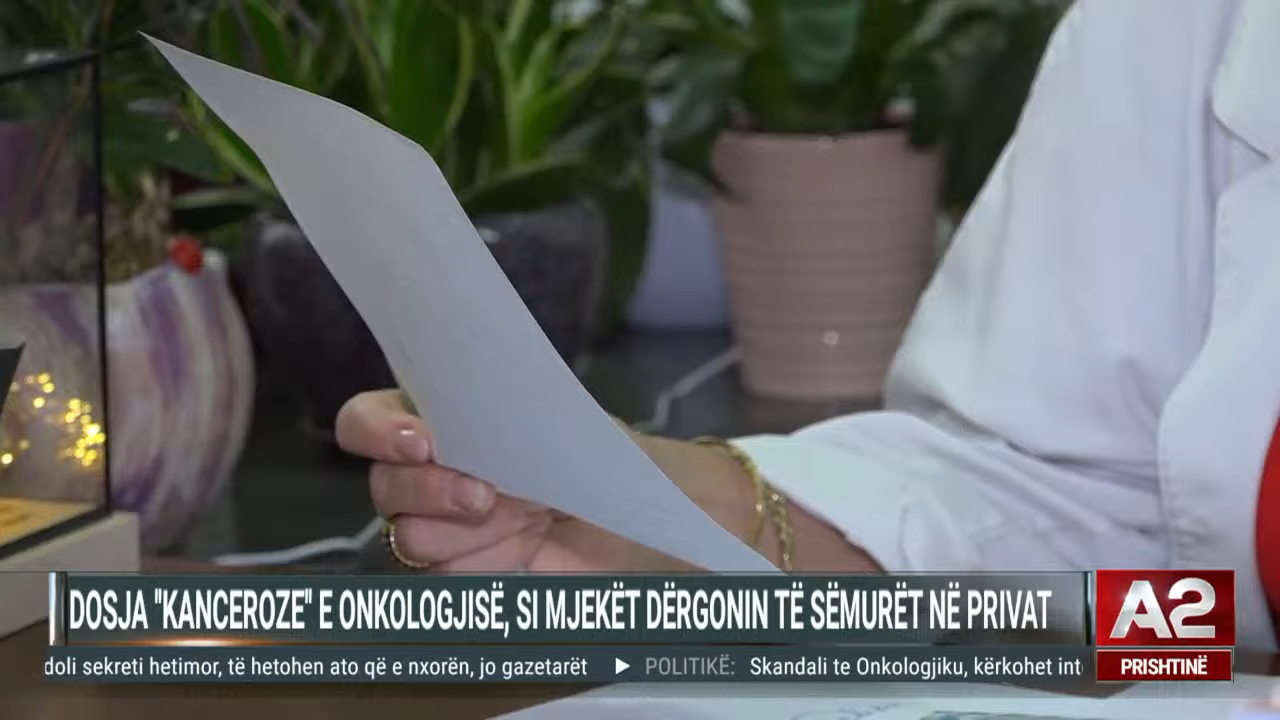 DOSJA "KANCEROZE" E ONKOLOGJISË, SI MJEKËT DËRGONIN TË SËMURËT NË PRIVAT
A2
PRISHTINË
doli sekreti hetimor, të hetohen ato që e nxorën, jo gazetarët ▶ POLITIKË: Skandali te Onkologjiku, kërkohet int